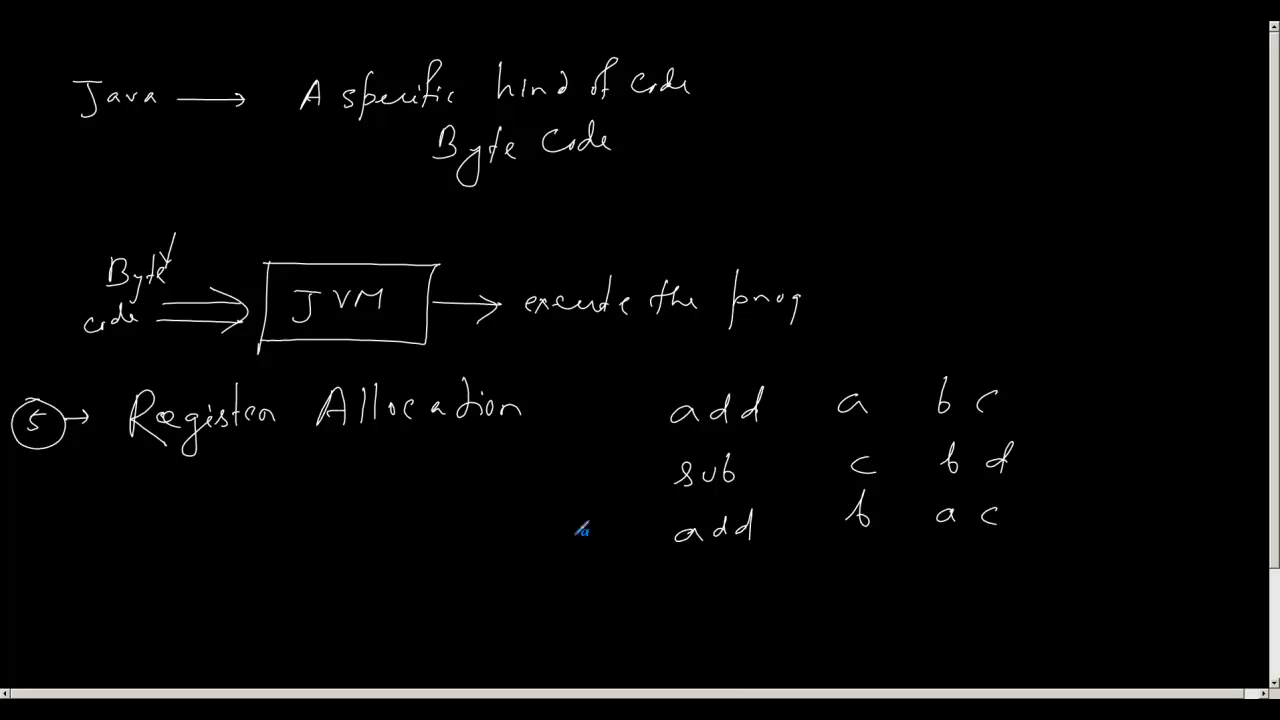 Java → A specific kind of code
Byte Code
Byte
code
JVM → execute the prog
5 → Register Allocation
add a b c
sub c b d
add b a c